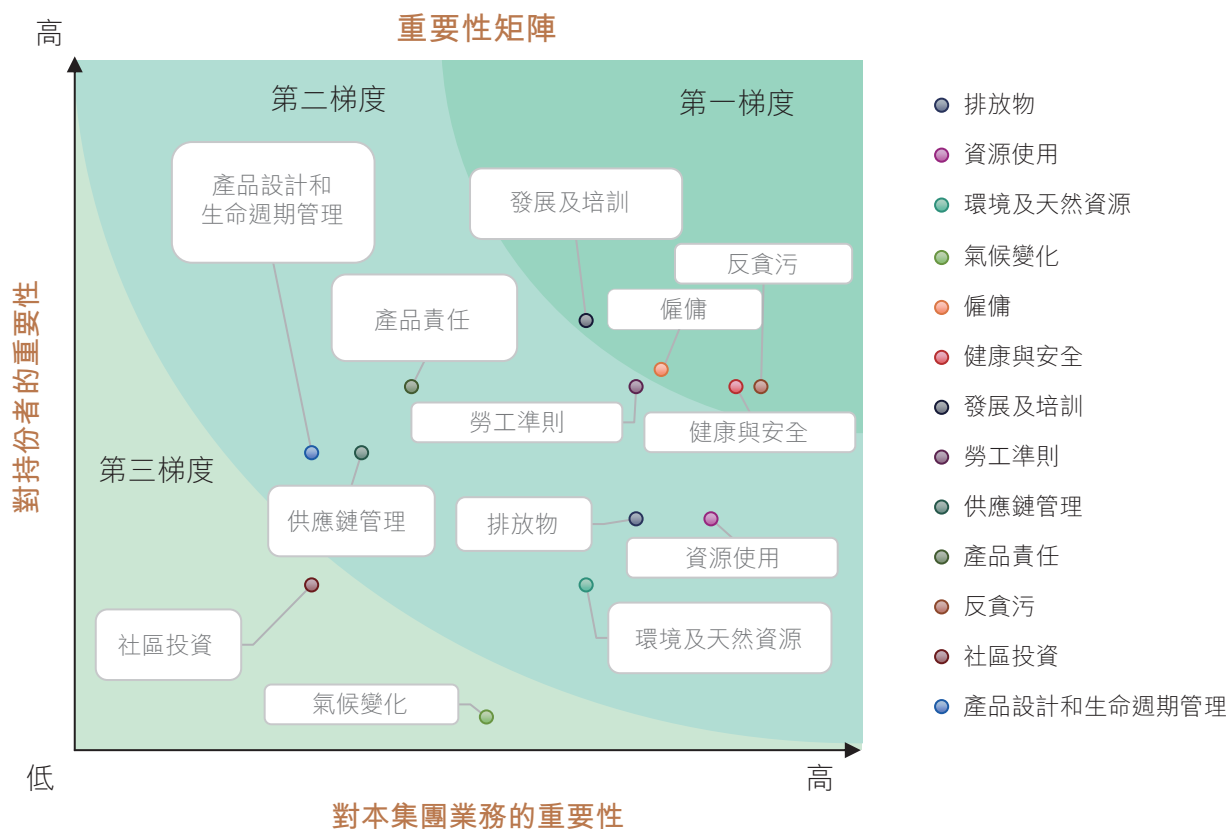 重要性矩陣
高
第二梯度
第一梯度
產品設計和
生命週期管理
發展及培訓
反貪污
僱傭
產品責任
勞工準則
健康與安全
第三梯度
供應鏈管理
排放物
資源使用
社區投資
環境及天然資源
氣候變化
對持份者的重要性
低
高
對本集團業務的重要性
排放物
資源使用
環境及天然資源
氣候變化
僱傭
健康與安全
發展及培訓
勞工準則
供應鏈管理
產品責任
反貪污
社區投資
產品設計和生命週期管理